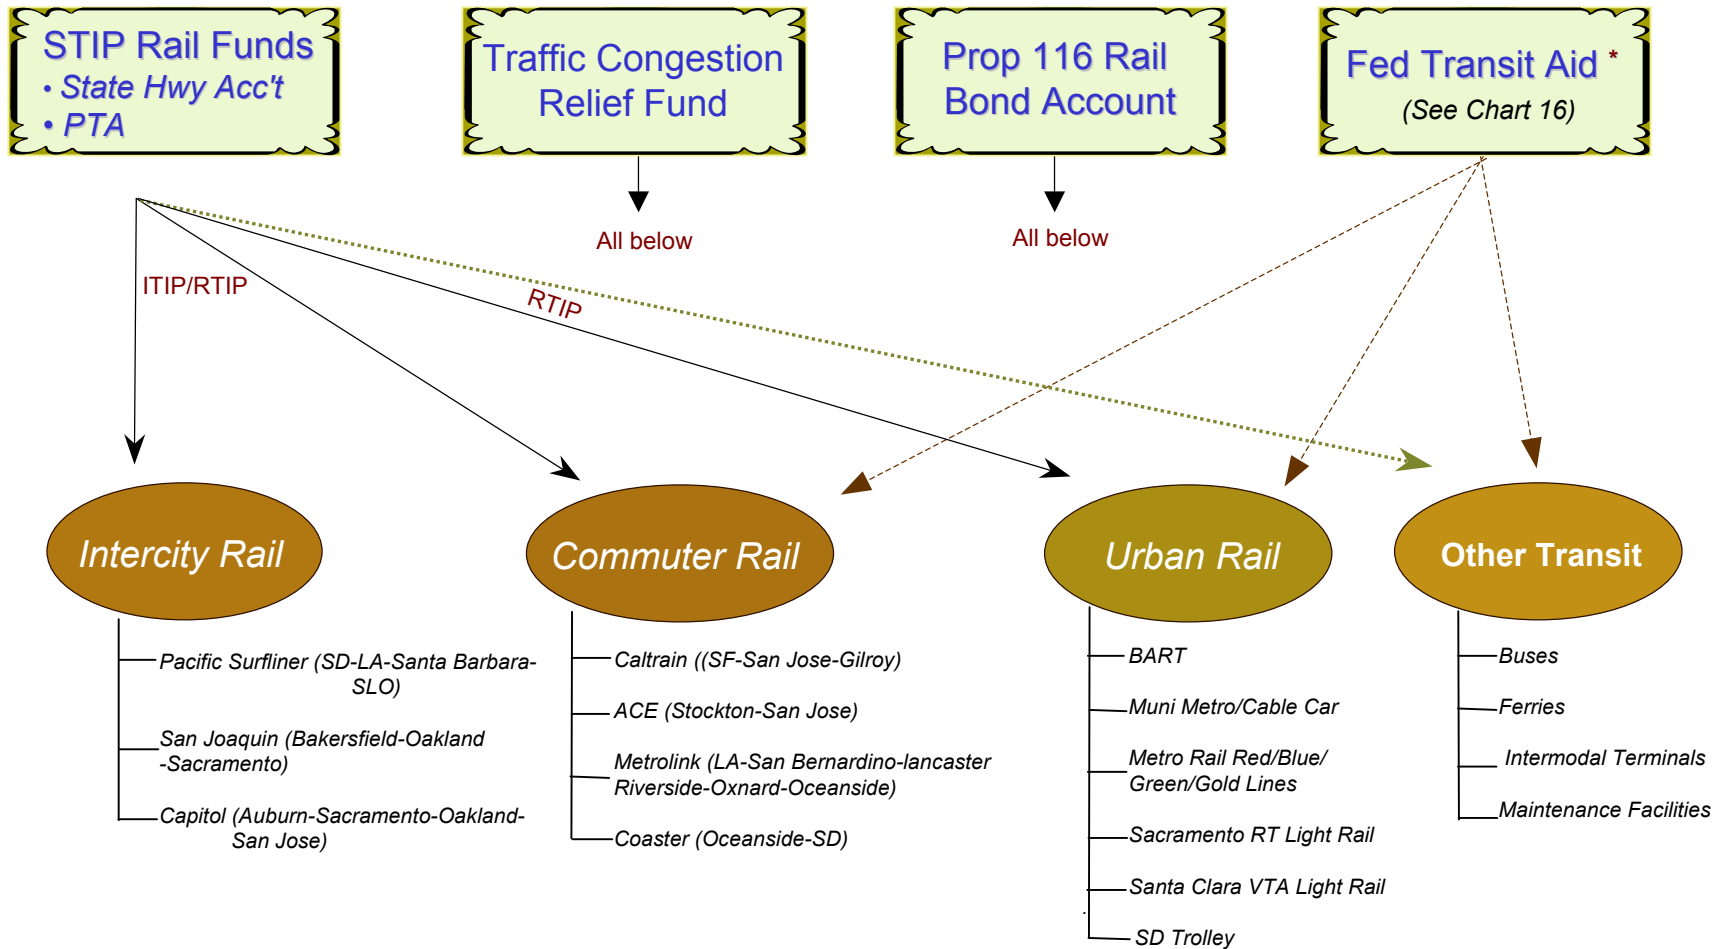 STIP Rail Funds
• State Hwy Acc't
• PTA
Traffic Congestion
Relief Fund
Prop 116 Rail
Bond Account
Fed Transit Aid *
(See Chart 16)
All below
All below
ITIP/RTIP
RTIP
Intercity Rail
Commuter Rail
Urban Rail
Other Transit
Pacific Surfliner (SD-LA-Santa Barbara-
SLO)
San Joaquin (Bakersfield-Oakland
-Sacramento)
Capitol (Auburn-Sacramento-Oakland-
San Jose)
Caltrain ((SF-San Jose-Gilroy)
ACE (Stockton-San Jose)
Metrolink (LA-San Bernardino-lancaster
Riverside-Oxnard-Oceanside)
Coaster (Oceanside-SD)
BART
Muni Metro/Cable Car
Metro Rail Red/Blue/
Green/Gold Lines
Sacramento RT Light Rail
Santa Clara VTA Light Rail
SD Trolley
Buses
Ferries
Intermodal Terminals
Maintenance Facilities